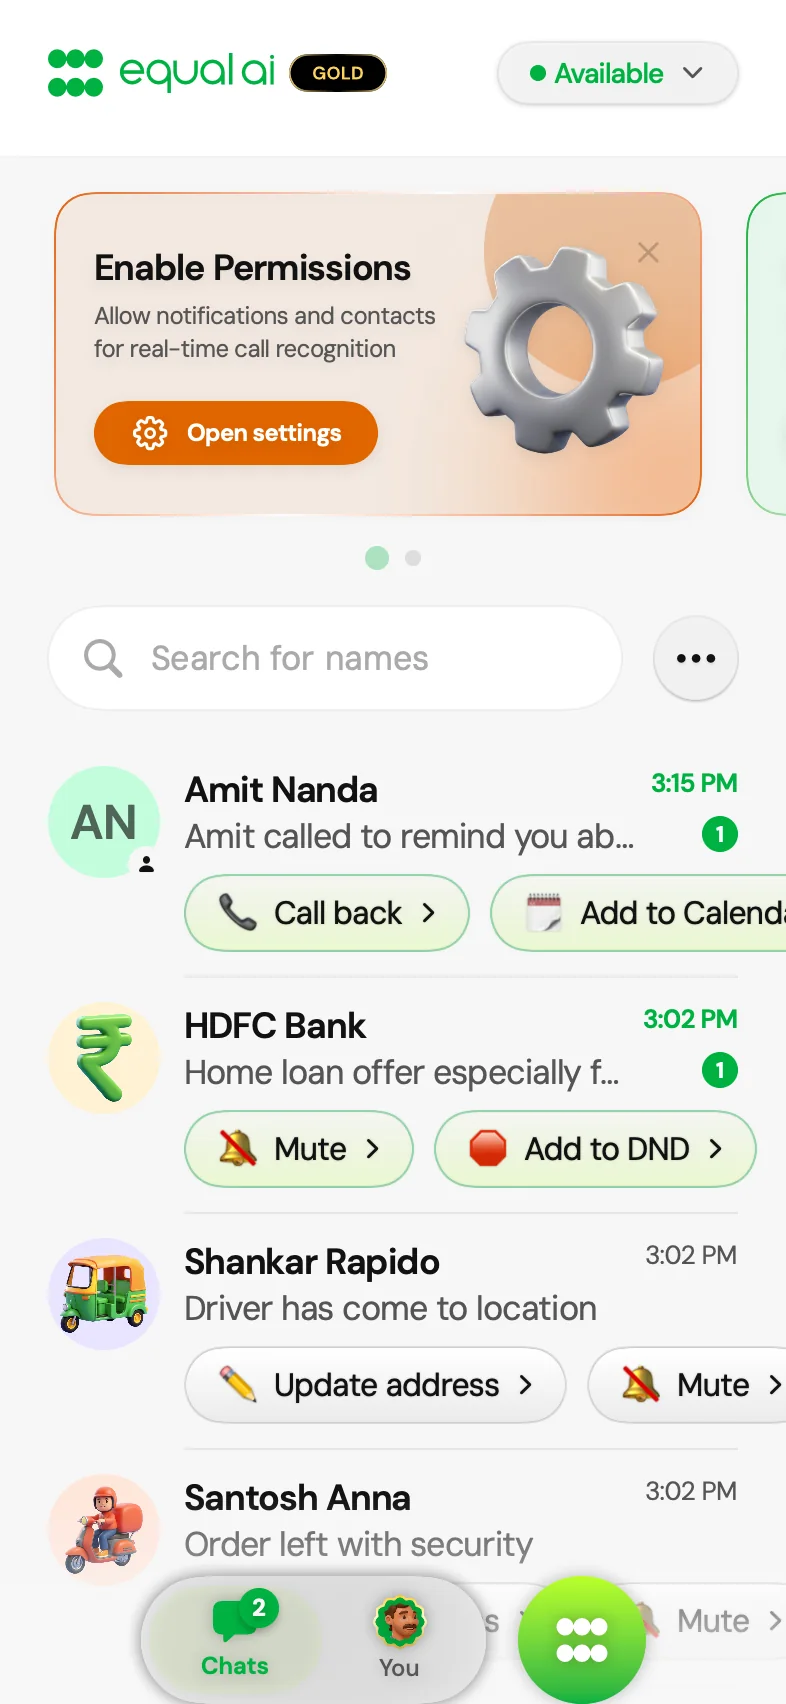 equal ai GOLD
Available
Enable Permissions
Allow notifications and contacts
for real-time call recognition
Open settings
Search for names
AN
Amit Nanda
3:15 PM
Amit called to remind you ab...
1
Call back
Add to Calenda
HDFC Bank
3:02 PM
Home loan offer especially f...
1
Mute
Add to DND
Shankar Rapido
3:02 PM
Driver has come to location
Update address
Mute
Santosh Anna
3:02 PM
Order left with security
s
Mute
2
Chats
You